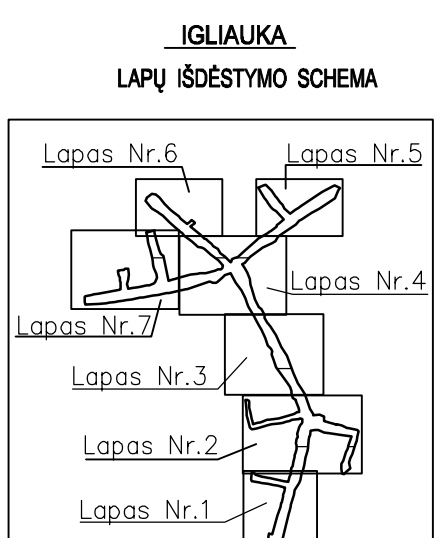 IGLIAUKA
LAPŲ IŠDĖSTYMO SCHEMA
Lapas Nr.6
Lapas Nr.5
Lapas Nr.4
Lapas Nr.7
Lapas Nr.3
Lapas Nr.2
Lapas Nr.1